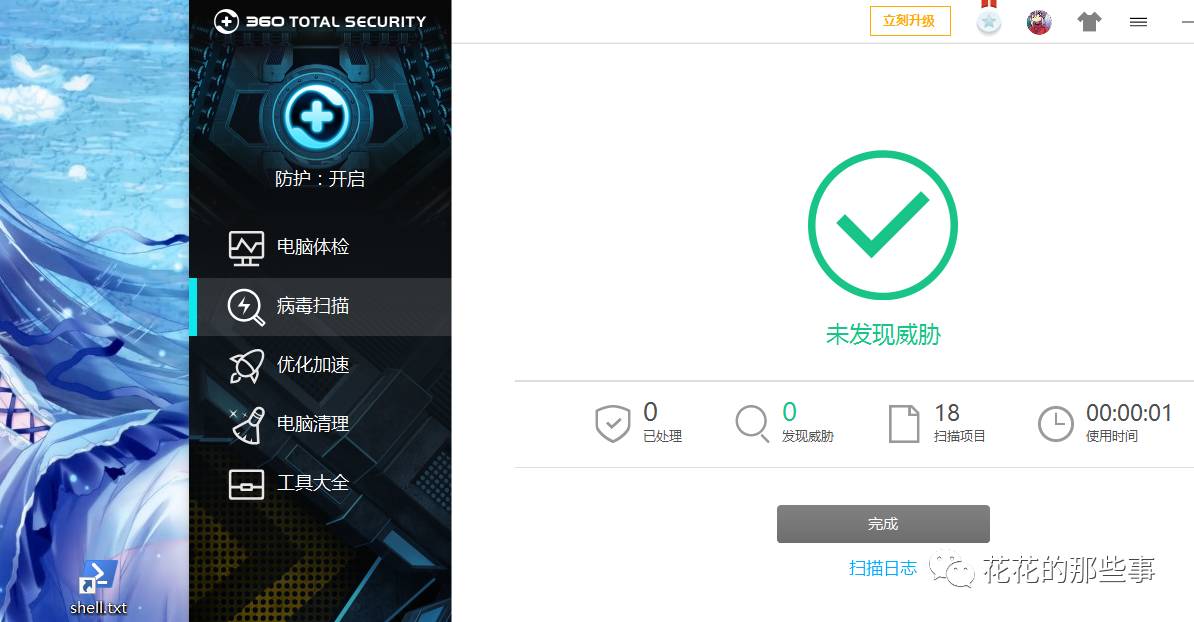 360 TOTAL SECURITY
立刻升级
防护：开启
电脑体检
病毒扫描
优化加速
电脑清理
工具大全
未发现威胁
0
已处理
0
发现威胁
18
扫描项目
00:00:01
使用时间
完成
扫描日志
花花的那些事
shell.txt